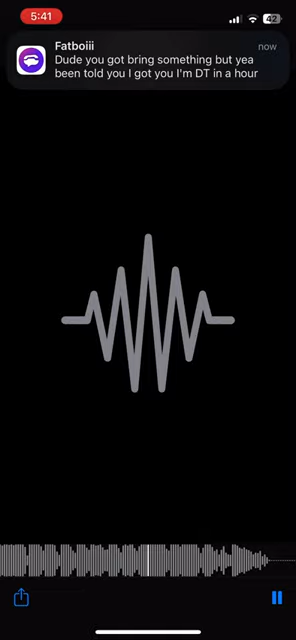 5:41
42
Fatboiii
now
Dude you got bring something but yea
been told you I got you I'm DT in a hour